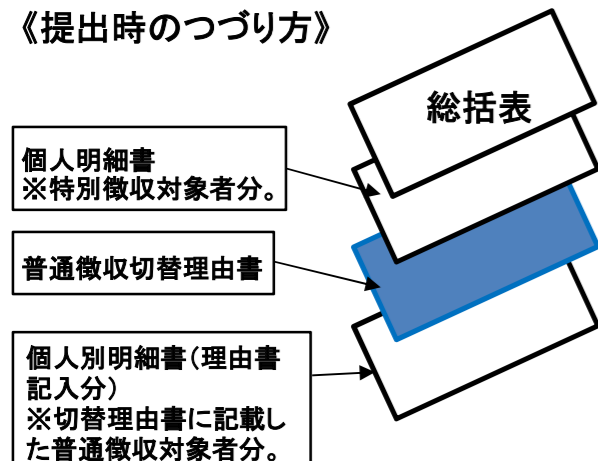 《提出時のつづり方》
総括表
個人明細書
※特別徴収対象者分。
普通徴収切替理由書
個人別明細書(理由書
記入分)
※切替理由書に記載し
た普通徴収対象者分。